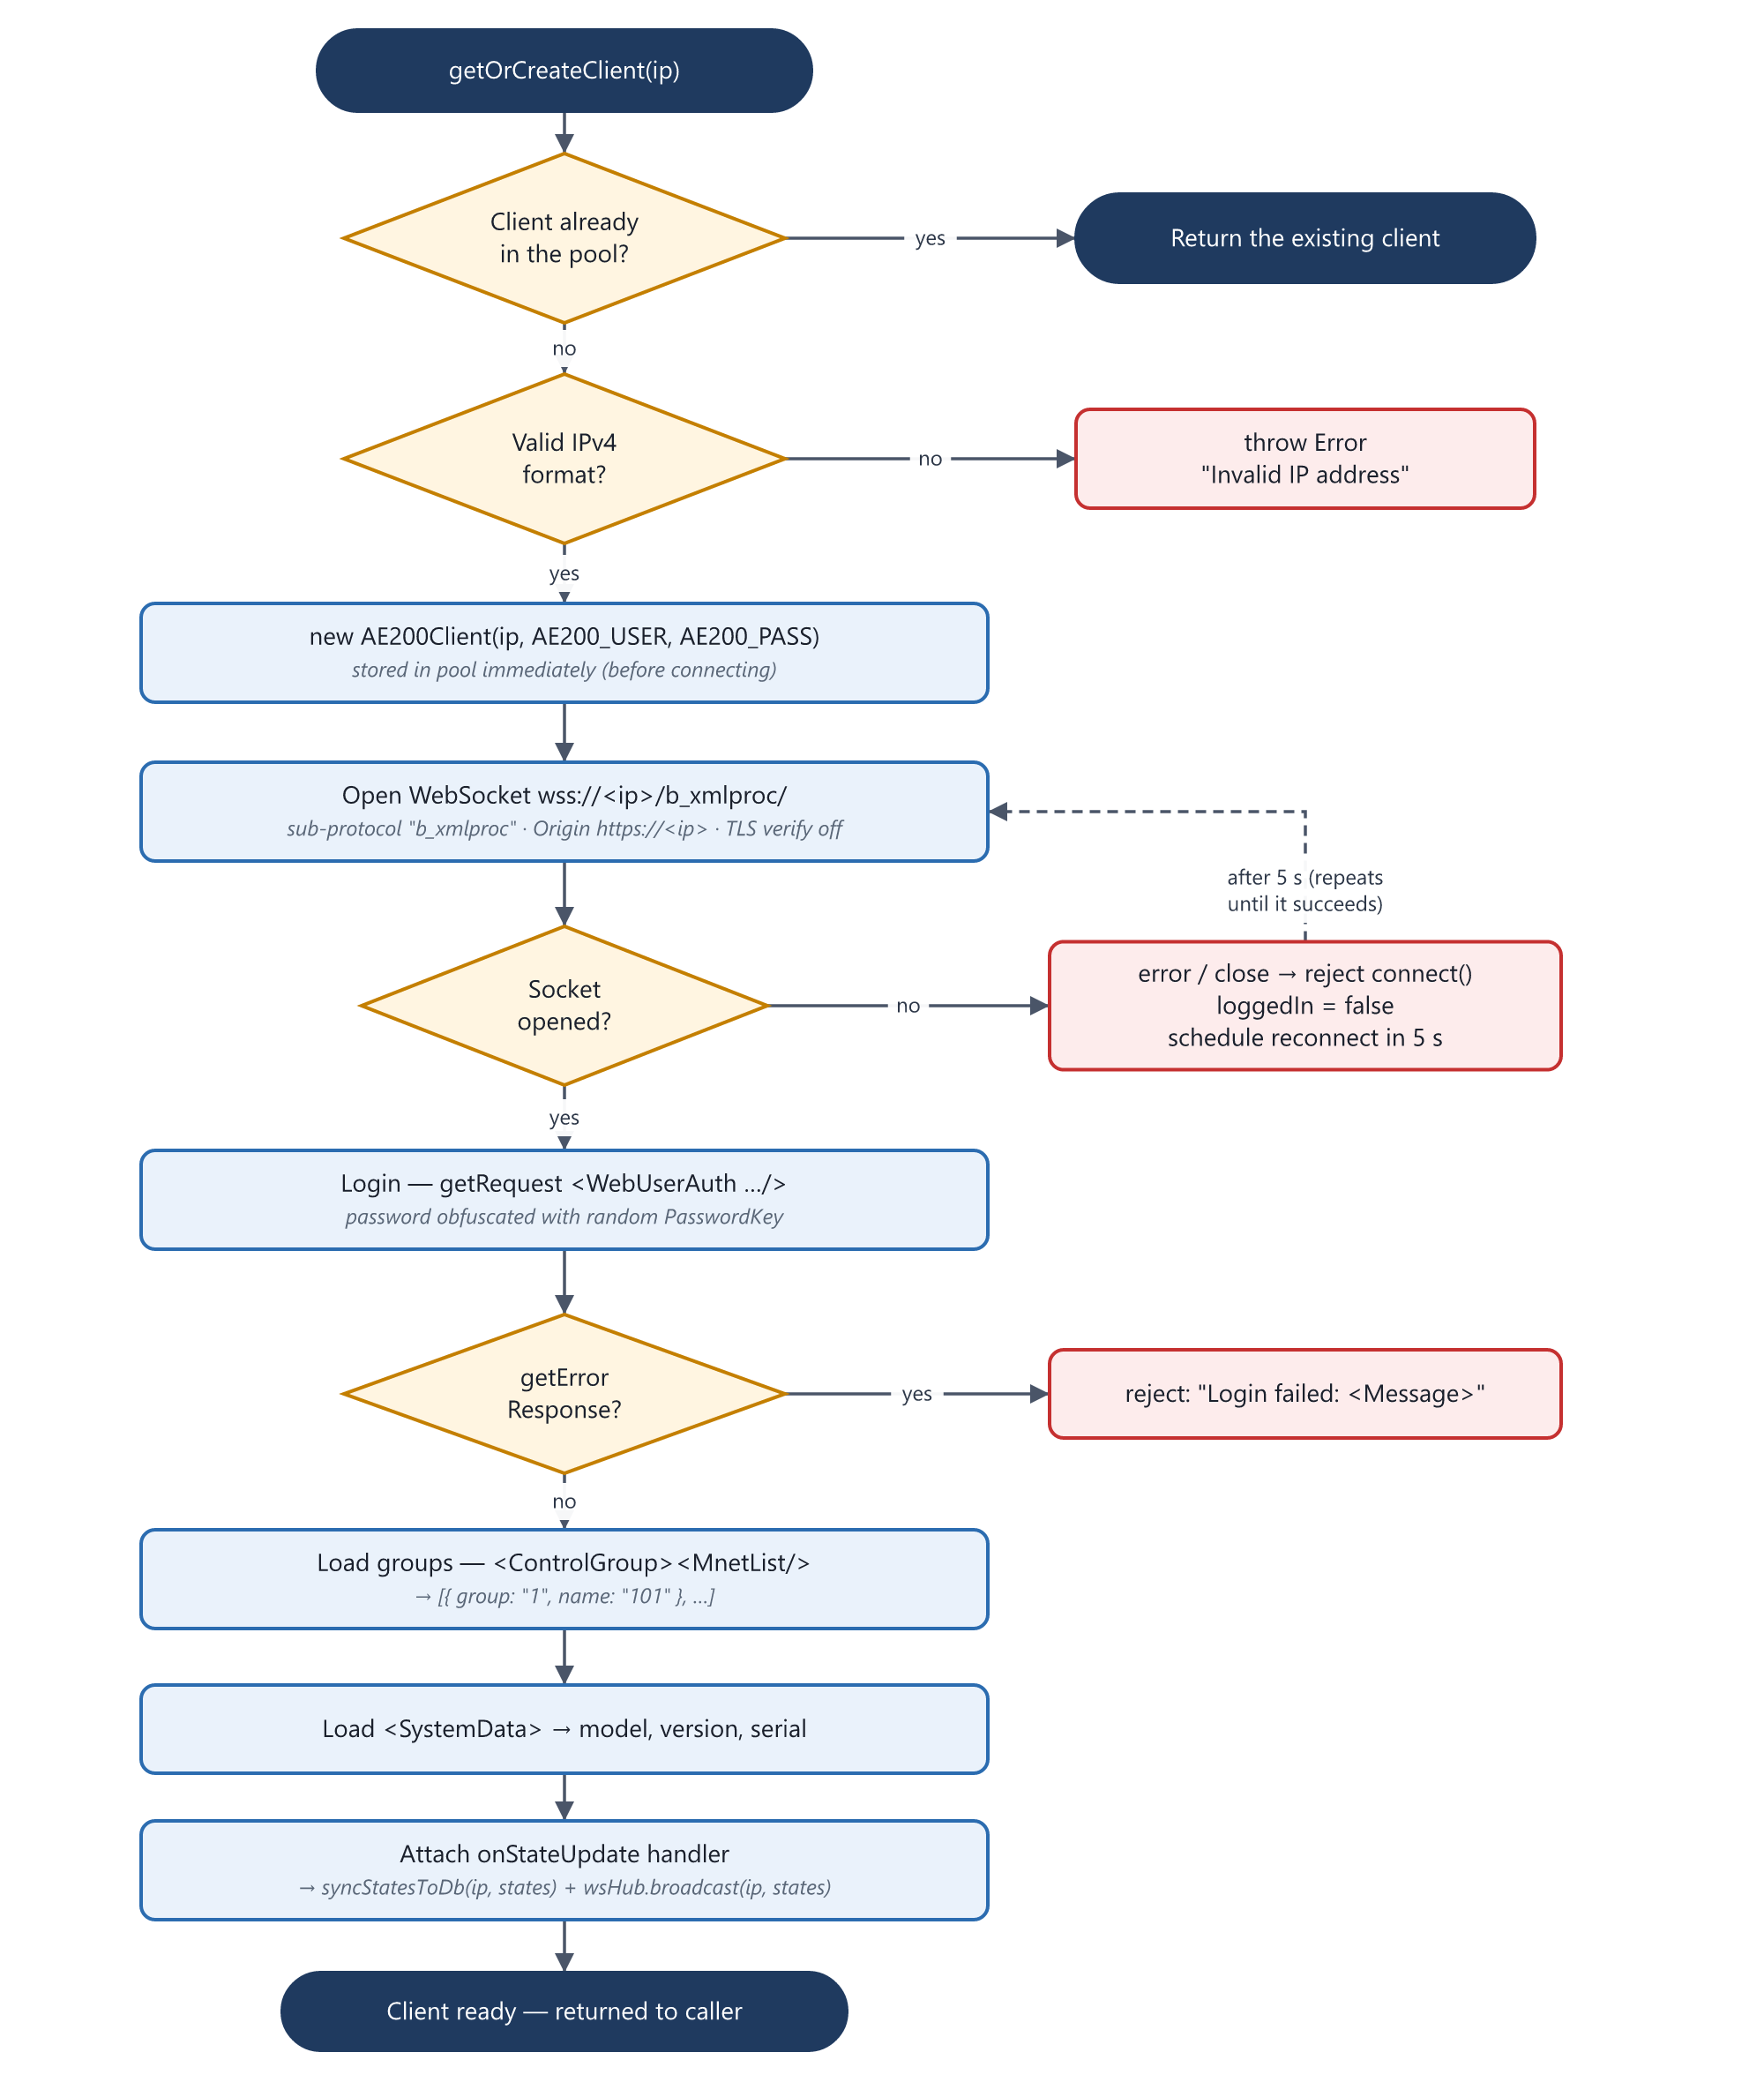 getOrCreateClient(ip)
Client already
in the pool?
yes
Return the existing client
no
Valid IPv4
format?
no
throw Error
"Invalid IP address"
yes
new AE200Client(ip, AE200_USER, AE200_PASS)
stored in pool immediately (before connecting)
Open WebSocket wss://<ip>/b_xmlproc/
sub-protocol "b_xmlproc" · Origin https://<ip> · TLS verify off
after 5 s (repeats
until it succeeds)
Socket
opened?
no
error / close → reject connect()
loggedIn = false
schedule reconnect in 5 s
yes
Login — getRequest <WebUserAuth .../>
password obfuscated with random PasswordKey
getError
Response?
yes
reject: "Login failed: <Message>"
no
Load groups — <ControlGroup><MnetList/>
→ [{ group: "1", name: "101" }, ...]
Load <SystemData> → model, version, serial
Attach onStateUpdate handler
→ syncStatesToDb(ip, states) + wsHub.broadcast(ip, states)
Client ready — returned to caller